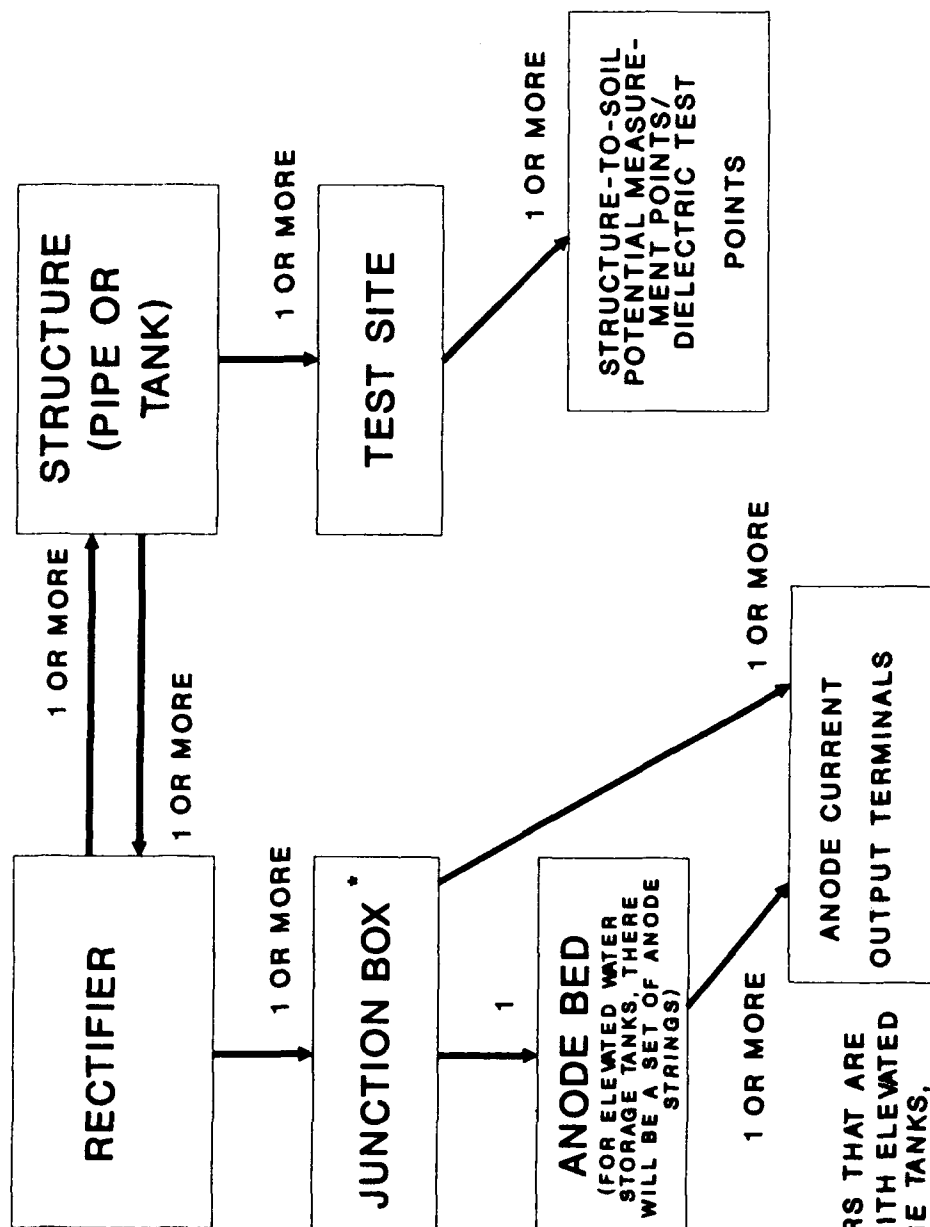 RECTIFIER
1 OR MORE
1 OR MORE
STRUCTURE
(PIPE OR
TANK)
1 OR MORE
JUNCTION BOX*
1 OR MORE
TEST SITE
1
ANODE BED
(FOR ELEVATED WATER
STORAGE TANKS, THERE
WILL BE A SET OF ANODE
STRINGS)
1 OR MORE
STRUCTURE-TO-SOIL
POTENTIAL MEASURE-
MENT POINTS/
DIELECTRIC TEST
POINTS
1 OR MORE
1 OR MORE
ANODE CURRENT
OUTPUT TERMINALS
THAT ARE
ELEVATED
TANKS,